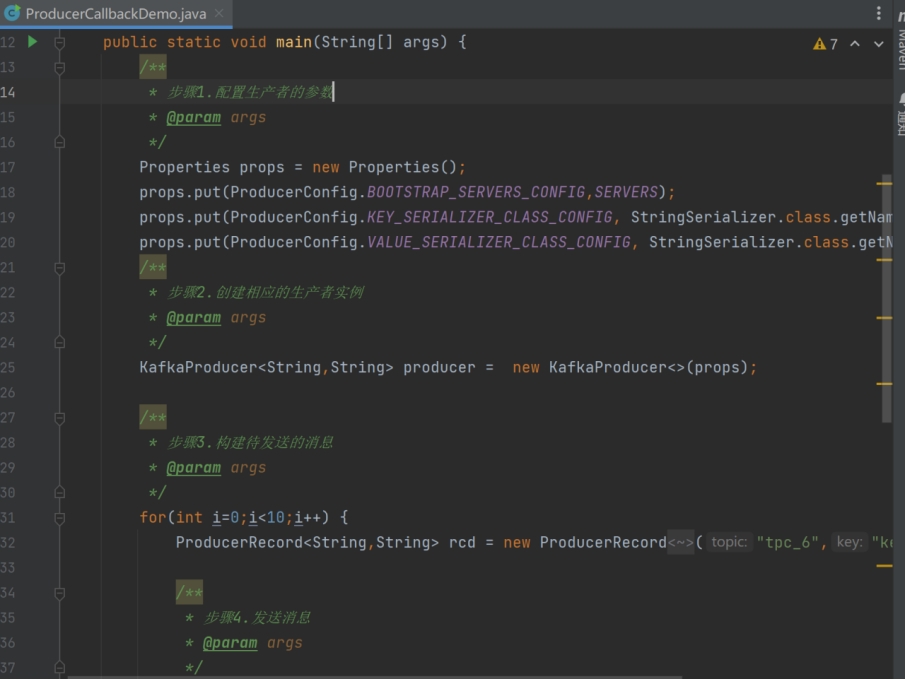 ProducerCallbackDemo.java
12 public static void main(String[] args) {
7
13 /**
14 * 步骤1.配置生产者的参数
15 * @param args
16 */
17 Properties props = new Properties();
18 props.put(ProducerConfig.BOOTSTRAP_SERVERS_CONFIG,SERVERS);
19 props.put(ProducerConfig.KEY_SERIALIZER_CLASS_CONFIG, StringSerializer.class.getNam
20 props.put(ProducerConfig.VALUE_SERIALIZER_CLASS_CONFIG, StringSerializer.class.getN
21 /**
22 * 步骤2.创建相应的生产者实例
23 * @param args
24 */
25 KafkaProducer<String,String> producer =  new KafkaProducer<>(props);
26
27 /**
28 * 步骤3.构建待发送的消息
29 * @param args
30 */
31 for(int i=0;i<10;i++) {
32 ProducerRecord<String,String> rcd = new ProducerRecord<~>( topic: "tpc_6", key: "ke
33
34 /**
35 * 步骤4.发送消息
36 * @param args
37 */
Maven
通知